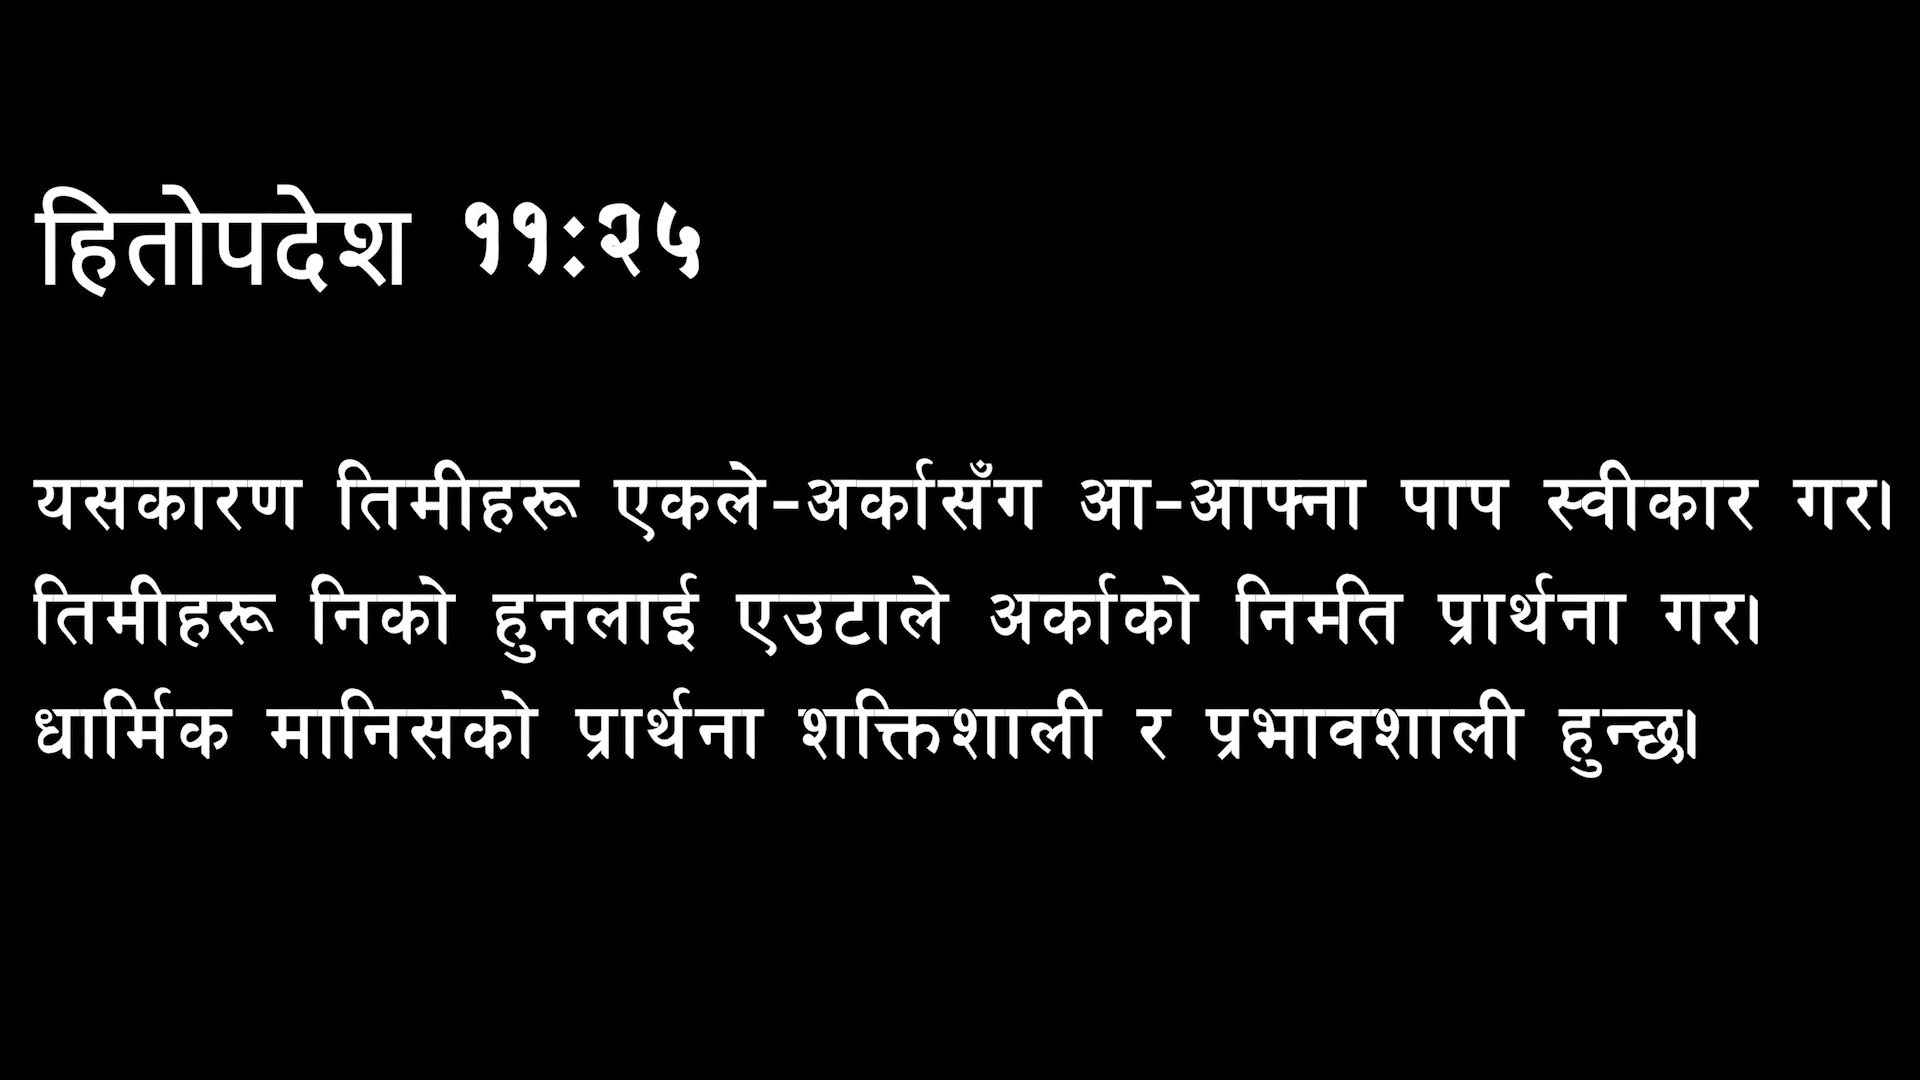 हितोपदेश ११:२५
यसकारण तिमीहरू एकले-अर्कासँग आ-आफ्ना पाप स्वीकार गर।
तिमीहरू निको हुनलाई एउटाले अर्काको निर्मति प्रार्थना गर।
धार्मिक मानिसको प्रार्थना शक्तिशाली र प्रभावशाली हुन्छ।